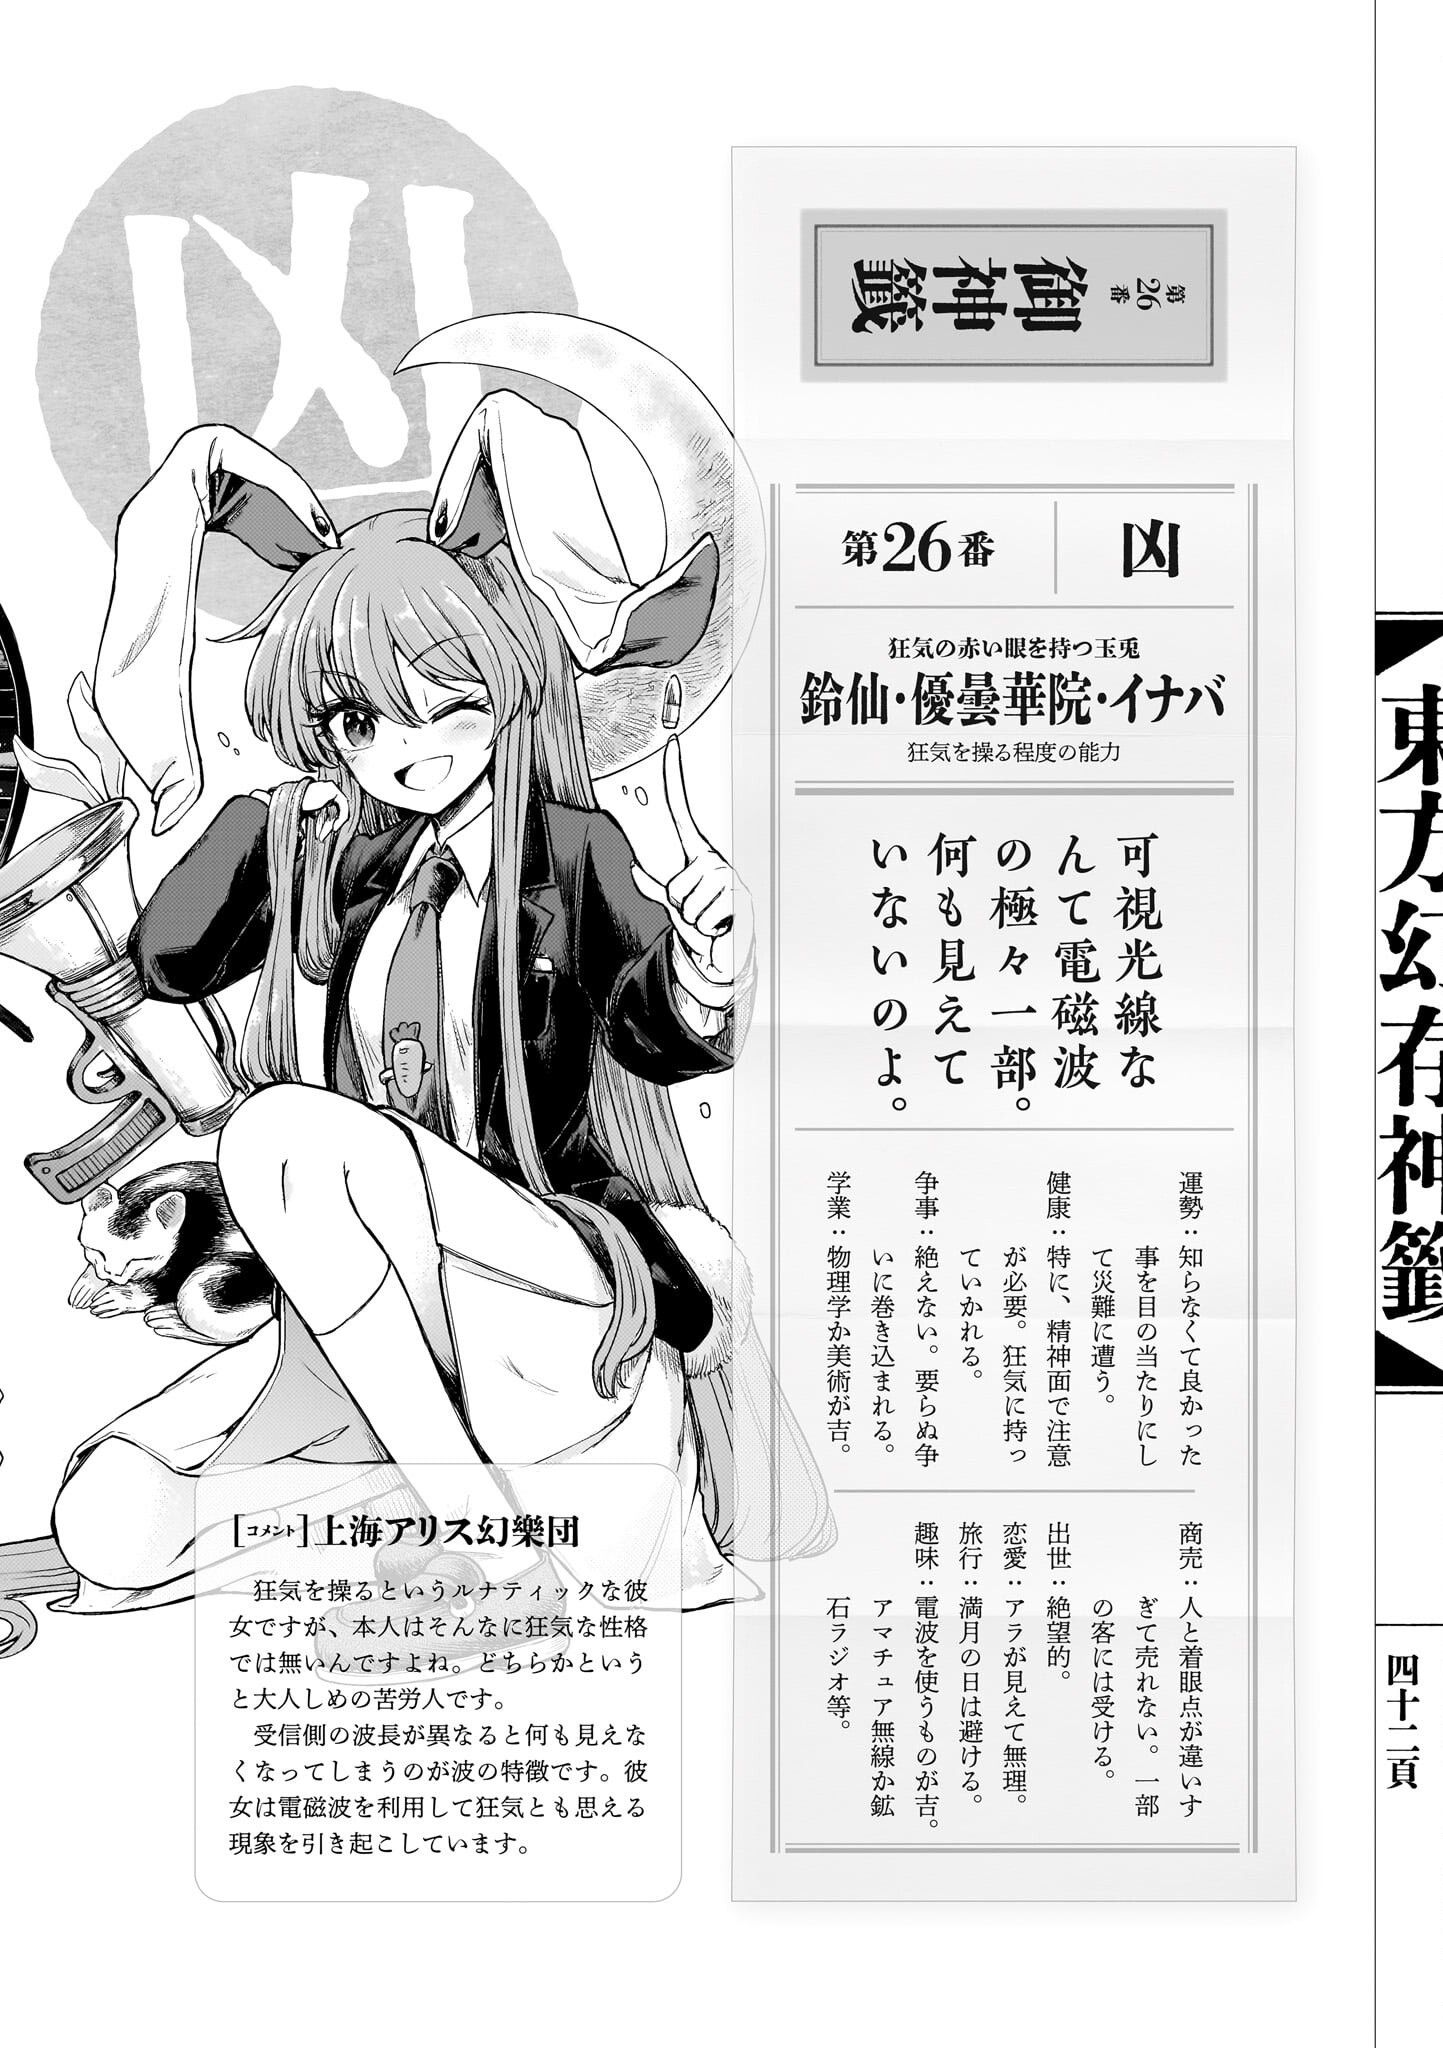 東方幻存神籤
四十二頁
御神籤
第26番
第26番
凶
狂気の赤い眼を持つ玉兎
鈴仙・優曇華院・イナバ
狂気を操る程度の能力
可視光線な
んて電磁波
の極々一部。
何も見えて
いないのよ。
運勢：知らなくて良かった
事を目の当たりにし
て災難に遭う。
健康：特に、精神面で注意
が必要。狂気に持っ
ていかれる。
争事：絶えない。要らぬ争
いに巻き込まれる。
学業：物理学か美術が吉。
商売：人と着眼点が違いす
ぎて売れない。一部
の客には受ける。
出世：絶望的。
恋愛：アラが見えて無理。
旅行：満月の日は避ける。
趣味：電波を使うものが吉。
アマチュア無線か鉱
石ラジオ等。
凶
［コメント］上海アリス幻樂団
狂気を操るというルナティックな彼
女ですが、本人はそんなに狂気な性格
では無いんですよね。どちらかという
と大人しめの苦労人です。
受信側の波長が異なると何も見えな
くなってしまうのが波の特徴です。彼
女は電磁波を利用して狂気とも思える
現象を引き起こしています。